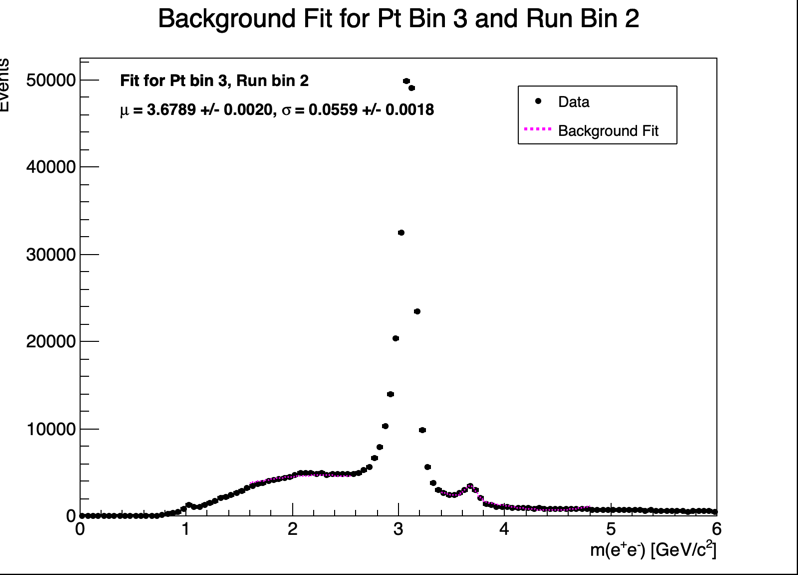 Background Fit for Pt Bin 3 and Run Bin 2
Events
50000
40000
30000
20000
10000
0
Fit for Pt bin 3, Run bin 2
μ = 3.6789 +/- 0.0020, σ = 0.0559 +/- 0.0018
Data
Background Fit
0 1 2 3 4 5 6
m(e⁺e⁻) [GeV/c²]